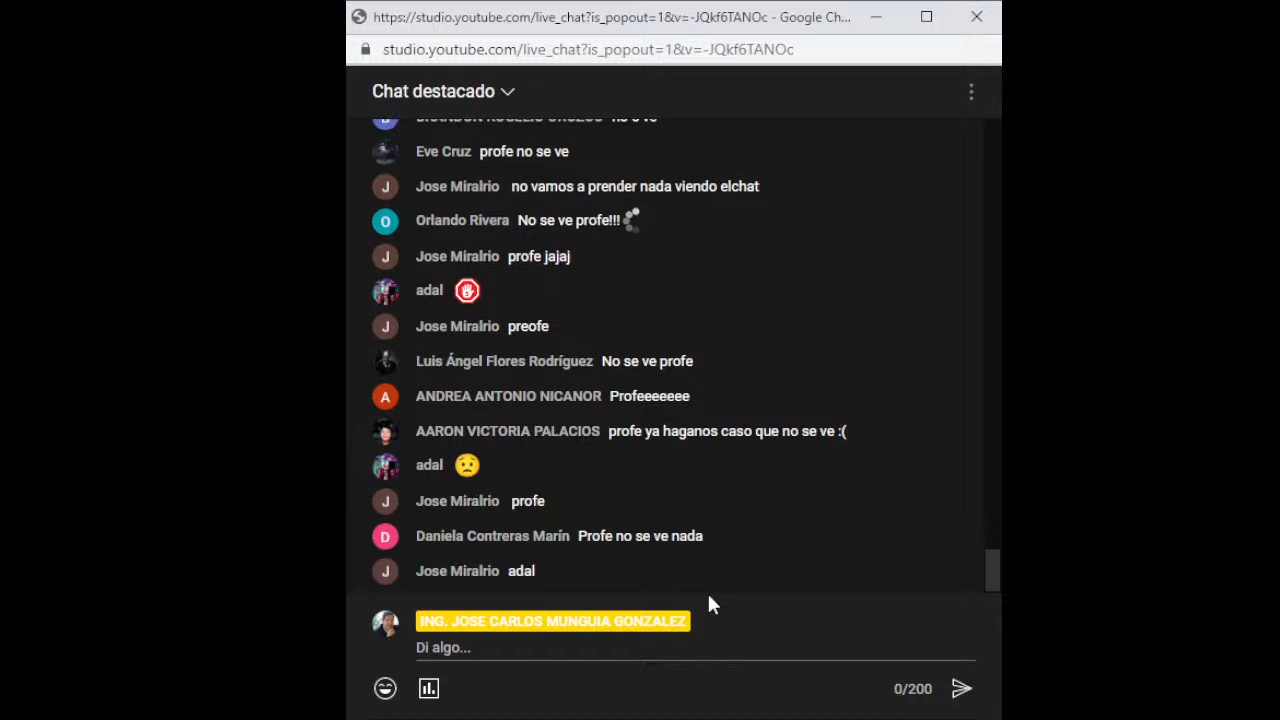 https://studio.youtube.com/live_chat?is_popout=1&v=-JQkf6TANOc - Google Ch...
studio.youtube.com/live_chat?is_popout=1&v=-JQkf6TANOc
Chat destacado
Eve Cruz profe no se ve
J Jose Miralrio no vamos a prender nada viendo elchat
O Orlando Rivera No se ve profe!!!
J Jose Miralrio profe jajaj
adal
J Jose Miralrio preofe
Luis Ángel Flores Rodríguez No se ve profe
A ANDREA ANTONIO NICANOR Profeeeeeee
AARON VICTORIA PALACIOS profe ya haganos caso que no se ve :(
adal
J Jose Miralrio profe
D Daniela Contreras Marín Profe no se ve nada
J Jose Miralrio adal
ING. JOSE CARLOS MUNGUIA GONZALEZ
Di algo...
0/200